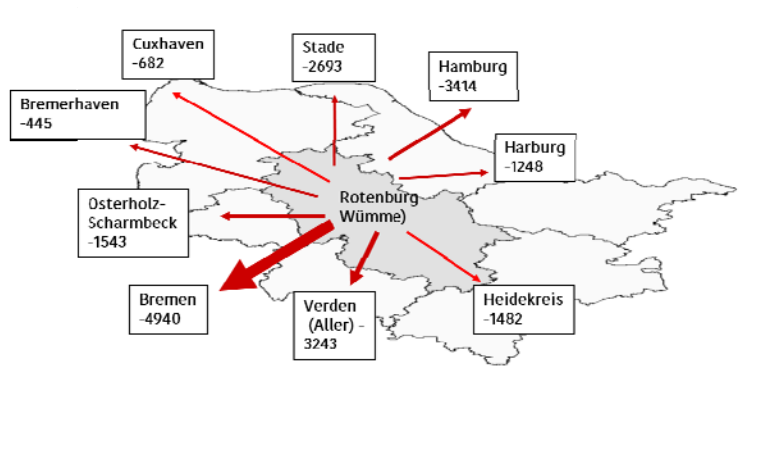 Cuxhaven
-682
Stade
-2693
Hamburg
-3414
Bremerhaven
-445
Harburg
-1248
Rotenburg
Wümme)
Osterholz-
Scharmbeck
-1543
Bremen
-4940
Verden
(Aller) -
3243
Heidekreis
-1482